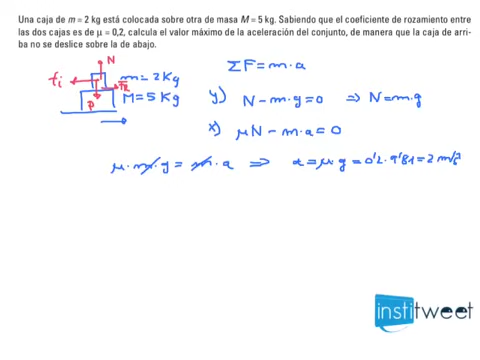 Una caja de m = 2 kg está colocada sobre otra de masa M = 5 kg. Sabiendo que el coeficiente de rozamiento entre
las dos cajas es de μ = 0,2, calcula el valor máximo de la aceleración del conjunto, de manera que la caja de arri-
ba no se deslice sobre la de abajo.
N
fi
m = 2 Kg
FR
P
M = 5 Kg
ΣF = m·a
y) N - m·g = 0 ⇒ N = m·g
x) μN - m·a = 0
μ·m·g = m·a ⇒ a = μ·g = 0'2·9'81 = 2 m/s²
institweet